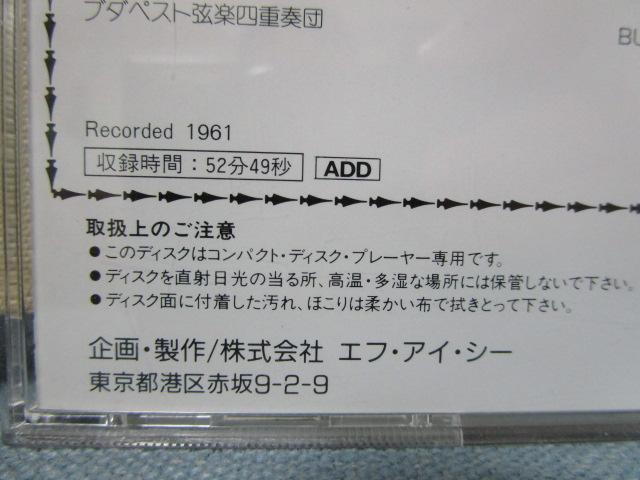 ブダペスト弦楽四重奏団
BU
Recorded 1961
収録時間：52分49秒 ADD
取扱上のご注意
●このディスクはコンパクト・ディスク・プレーヤー専用です。
●ディスクを直射日光の当る所、高温・多湿な場所には保管しないで下さい。
●ディスク面に付着した汚れ、ほこりは柔かい布で拭きとって下さい。
企画・製作/株式会社 エフ・アイ・シー
東京都港区赤坂9-2-9